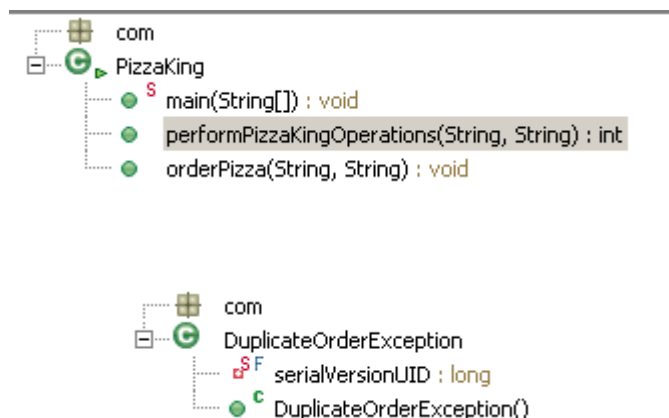 com
C PizzaKing
S main(String[]) : void
performPizzaKingOperations(String, String) : int
orderPizza(String, String) : void
com
C DuplicateOrderException
S F serialVersionUID : long
C DuplicateOrderException()